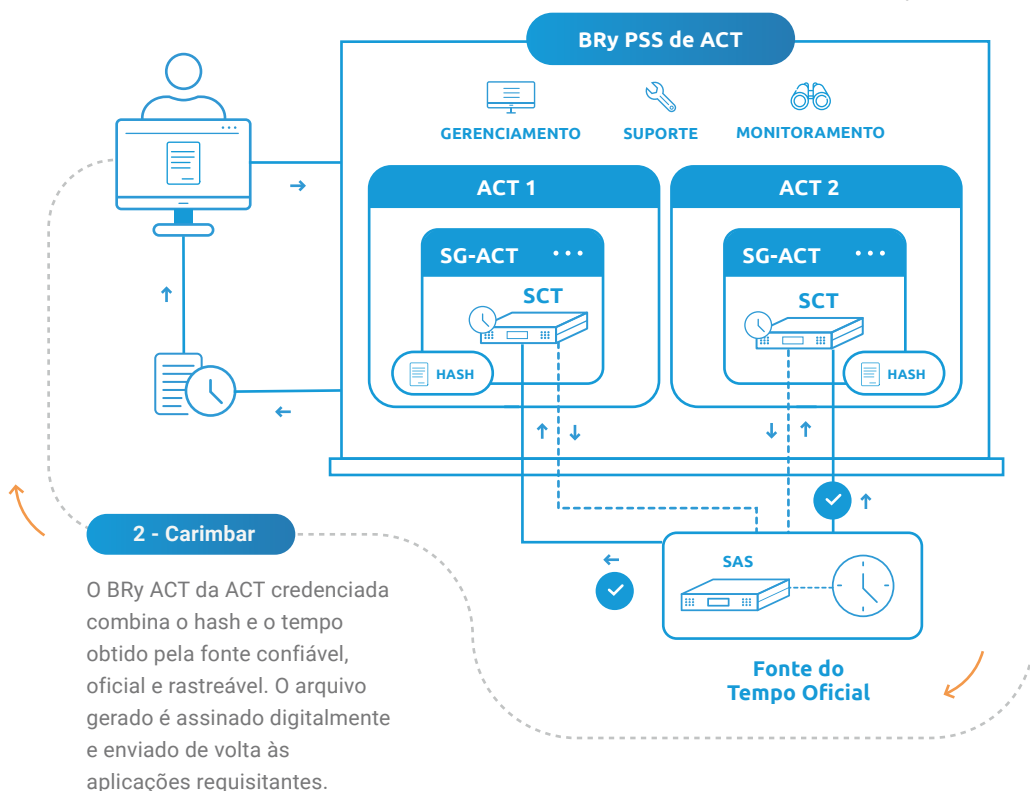 BRy PSS de ACT
GERENCIAMENTO
SUPORTE
MONITORAMENTO
ACT 1
ACT 2
SG-ACT
SCT
HASH
SG-ACT
SCT
HASH
2 - Carimbar
O BRy ACT da ACT credenciada
combina o hash e o tempo
obtido pela fonte confiável,
oficial e rastreável. O arquivo
gerado é assinado digitalmente
e enviado de volta às
aplicações requisitantes.
SAS
Fonte do
Tempo Oficial